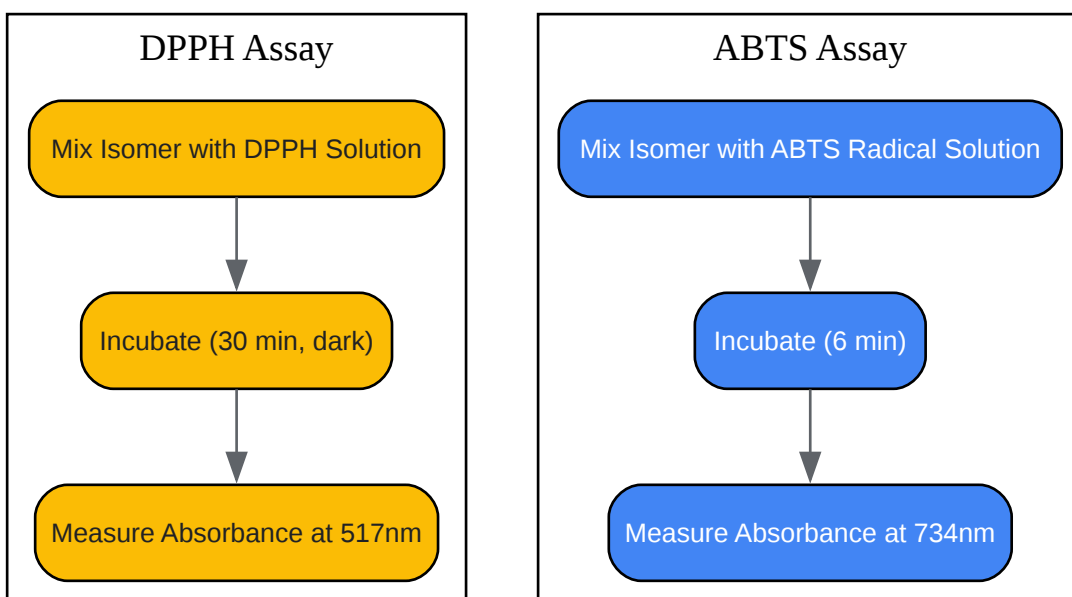 DPPH Assay
Mix Isomer with DPPH Solution
Incubate (30 min, dark)
Measure Absorbance at 517nm
ABTS Assay
Mix Isomer with ABTS Radical Solution
Incubate (6 min)
Measure Absorbance at 734nm